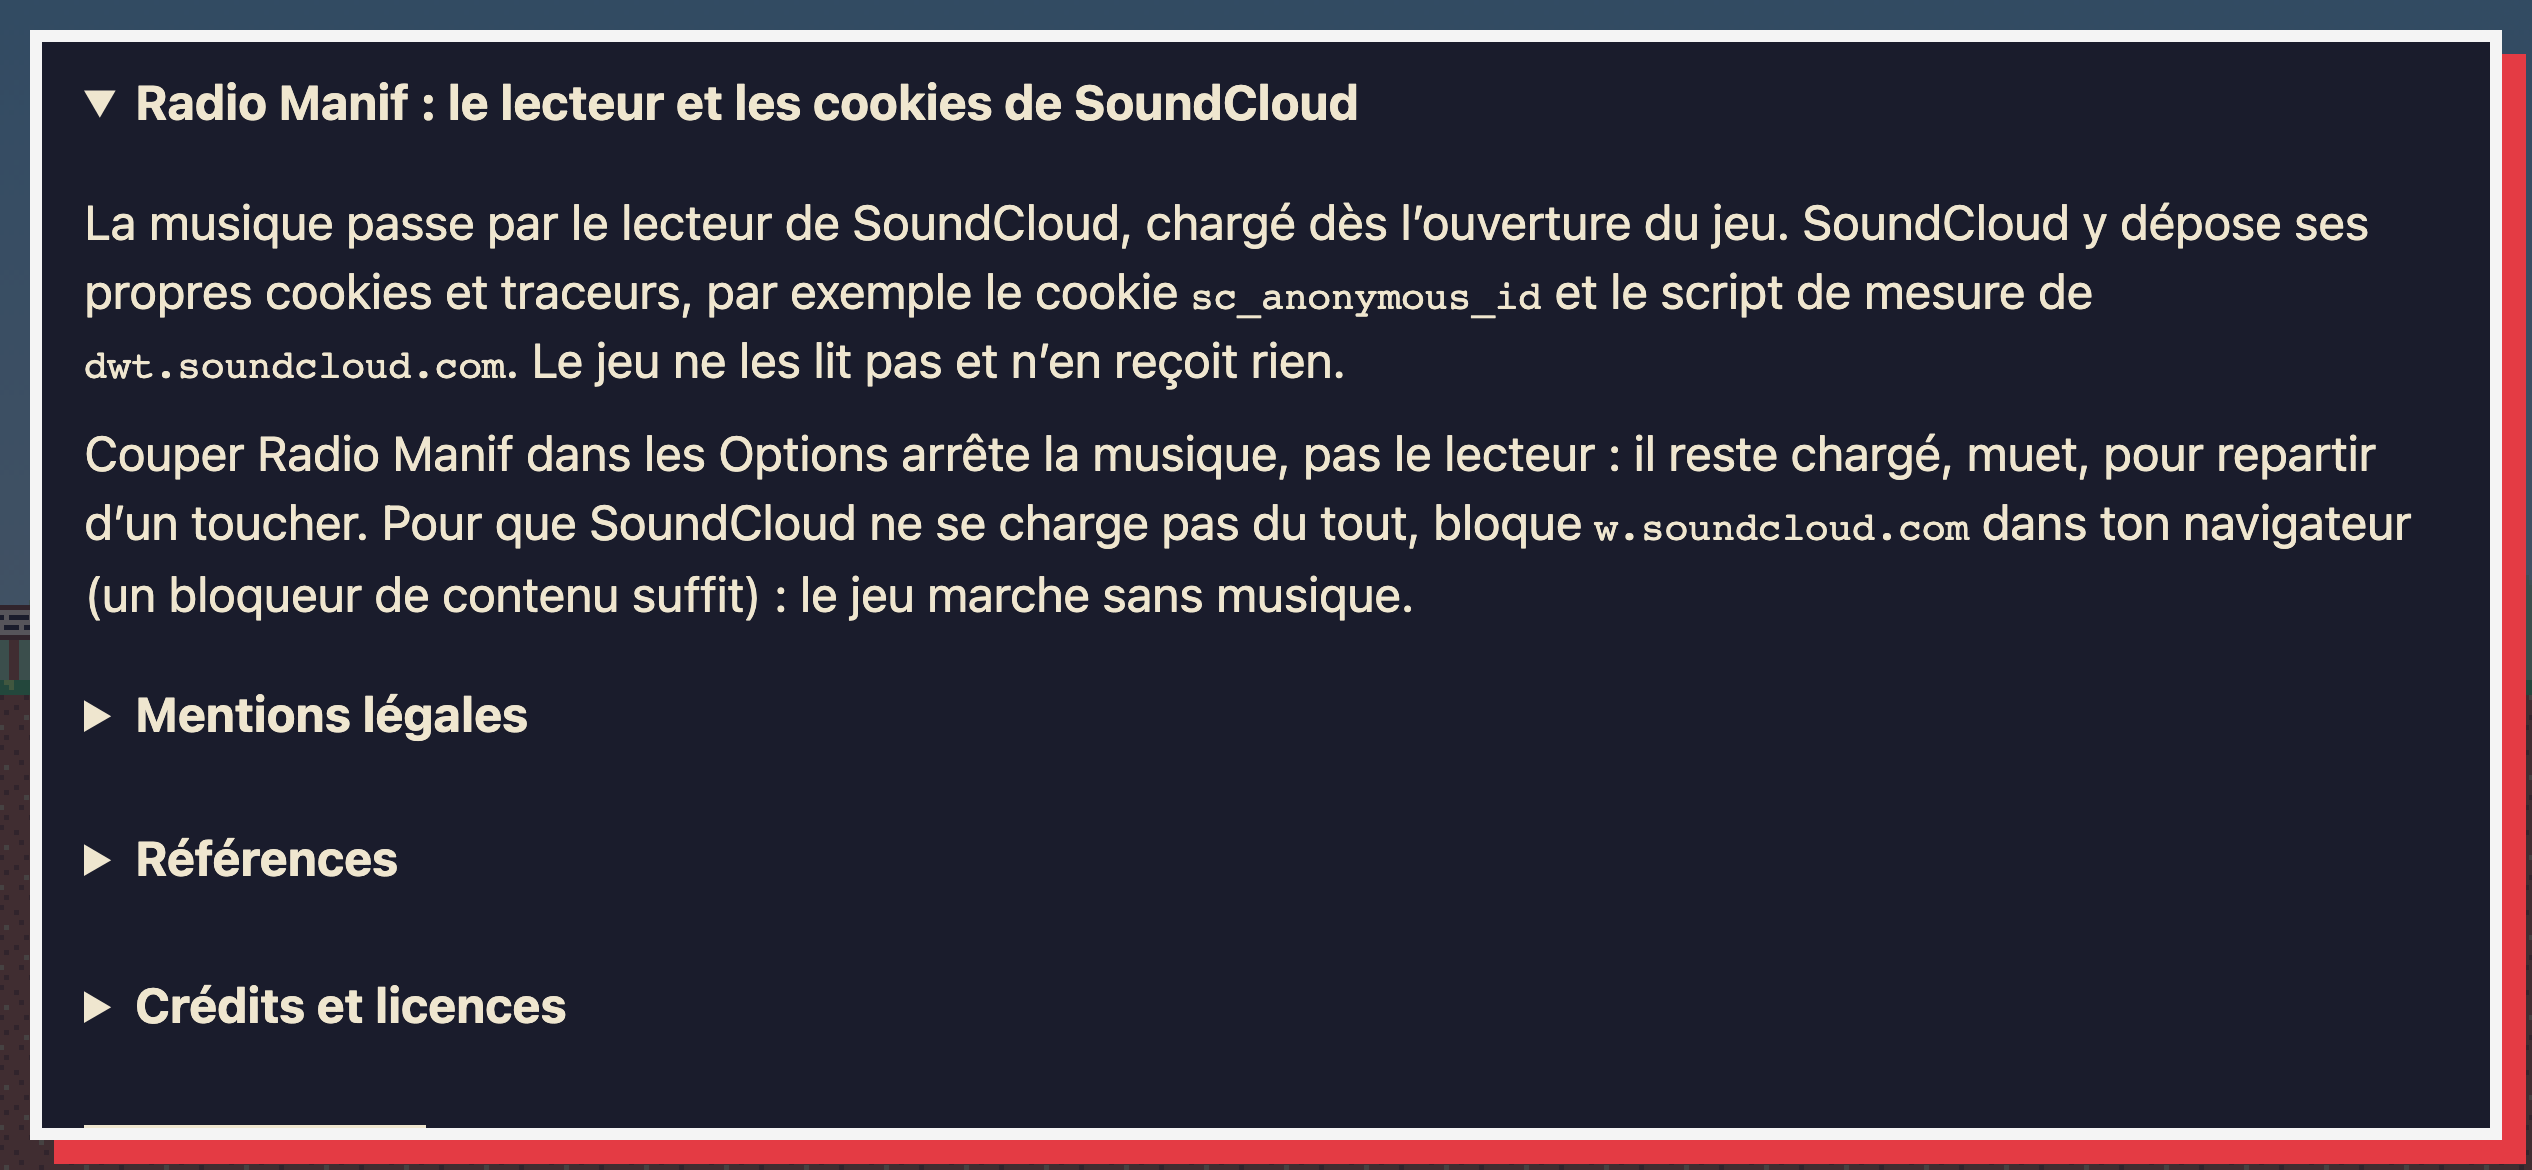 ▼ Radio Manif : le lecteur et les cookies de SoundCloud
La musique passe par le lecteur de SoundCloud, chargé dès l’ouverture du jeu. SoundCloud y dépose ses
propres cookies et traceurs, par exemple le cookie sc_anonymous_id et le script de mesure de
dwt.soundcloud.com. Le jeu ne les lit pas et n’en reçoit rien.
Couper Radio Manif dans les Options arrête la musique, pas le lecteur : il reste chargé, muet, pour repartir
d’un toucher. Pour que SoundCloud ne se charge pas du tout, bloque w.soundcloud.com dans ton navigateur
(un bloqueur de contenu suffit) : le jeu marche sans musique.
▶ Mentions légales
▶ Références
▶ Crédits et licences